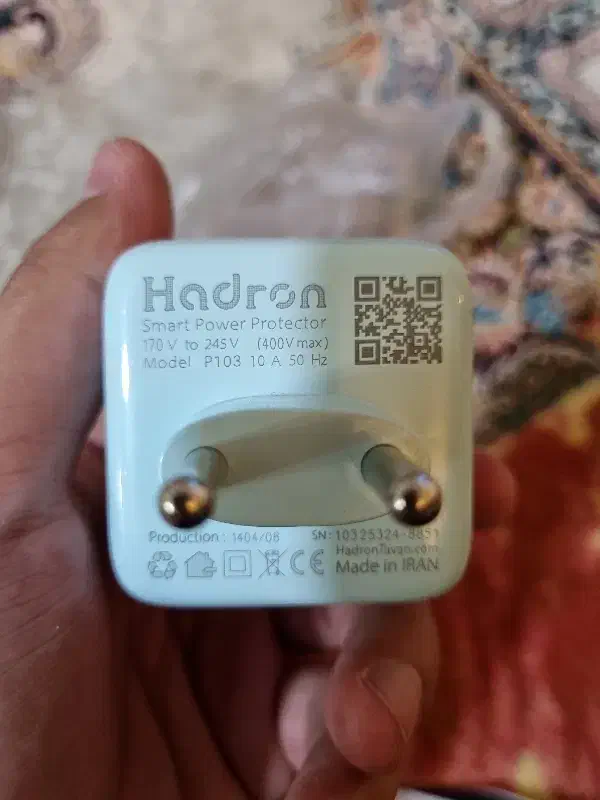 Hadron
Smart Power Protector
170 V to 245 V (400V max)
Model P103 10 A 50 Hz
Production: 1404/08
SN: 10325324-8851
HadronTavan.com
CE
Made in IRAN